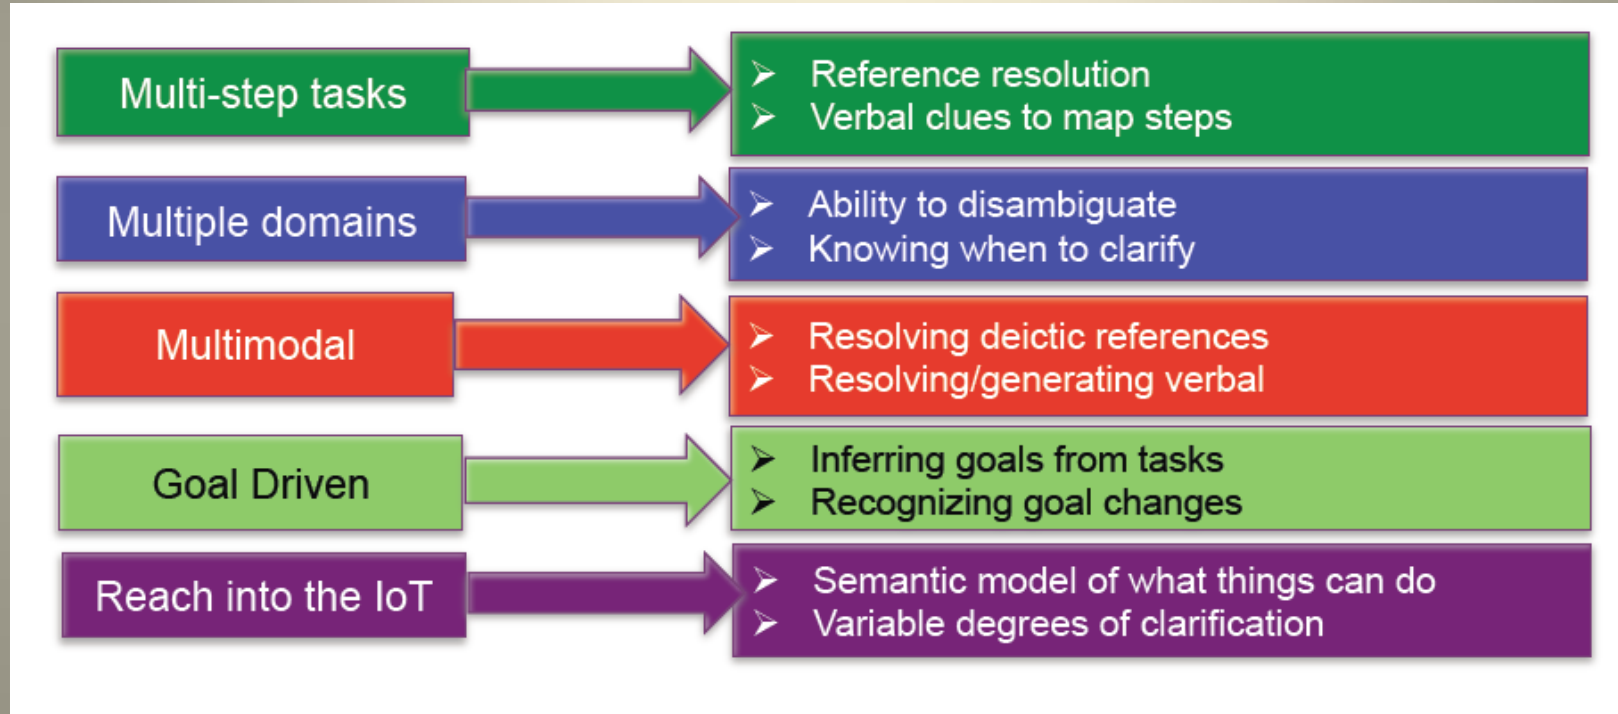 Multi-step tasks
Reference resolution
Verbal clues to map steps
Multiple domains
Ability to disambiguate
Knowing when to clarify
Multimodal
Resolving deictic references
Resolving/generating verbal
Goal Driven
Inferring goals from tasks
Recognizing goal changes
Reach into the IoT
Semantic model of what things can do
Variable degrees of clarification